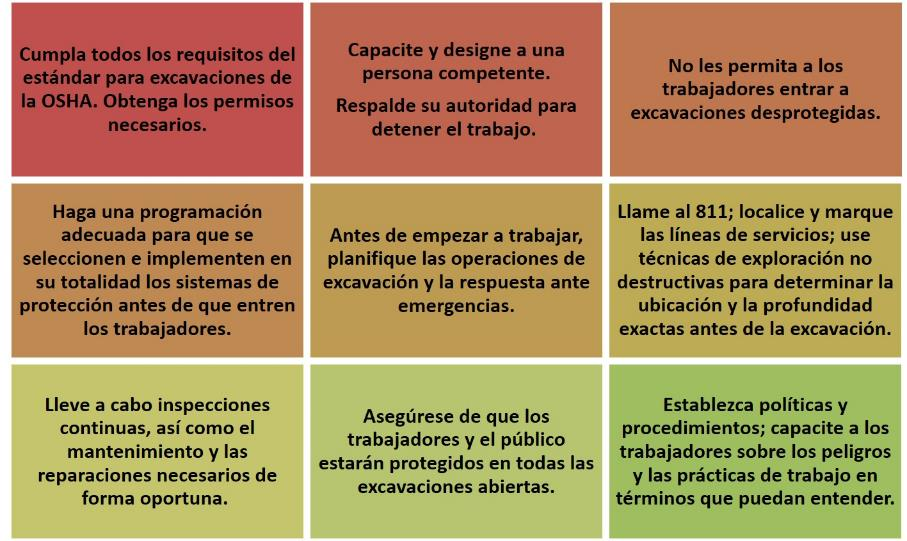 Cumpla todos los requisitos del
estándar para excavaciones de
la OSHA. Obtenga los permisos
necesarios.
Capacite y designe a una
persona competente.
Respalde su autoridad para
detener el trabajo.
No les permita a los
trabajadores entrar a
excavaciones desprotegidas.
Haga una programación
adecuada para que se
seleccionen e implementen en
su totalidad los sistemas de
protección antes de que entren
los trabajadores.
Antes de empezar a trabajar,
planifique las operaciones de
excavación y la respuesta ante
emergencias.
Llame al 811; localice y marque
las líneas de servicios; use
técnicas de exploración no
destructivas para determinar la
ubicación y la profundidad
exactas antes de la excavación.
Lleve a cabo inspecciones
continuas, así como el
mantenimiento y las
reparaciones necesarios de
forma oportuna.
Asegúrese de que los
trabajadores y el público
estarán protegidos en todas las
excavaciones abiertas.
Establezca políticas y
procedimientos; capacite a los
trabajadores sobre los peligros
y las prácticas de trabajo en
términos que puedan entender.